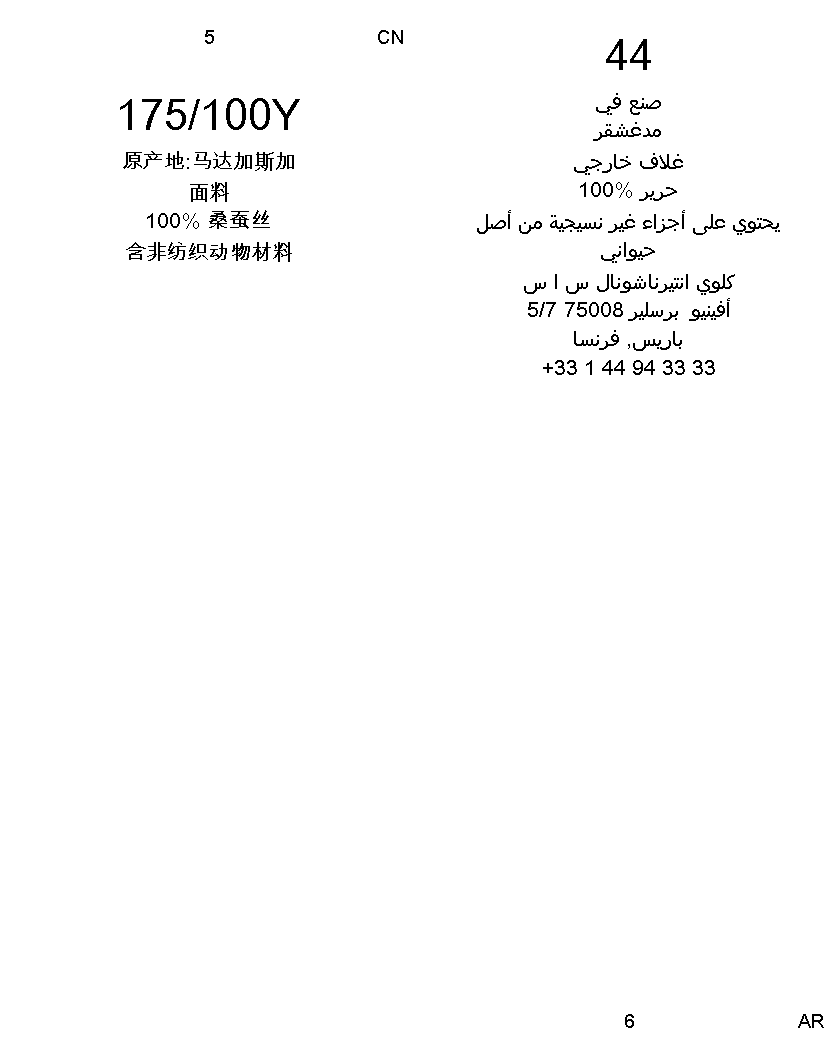 5
CN
175/100Y
原产地:马达加斯加
面料
100% 桑蚕丝
含非纺织动物材料
44
صنع في
مدغشقر
غلاف خارجي
100% حرير
يحتوي على أجزاء غير نسيجية من أصل
حيواني
كلوي انتيرناشونال س ا س
5/7 75008 أفينيو برسلير
باريس, فرنسا
+33 1 44 94 33 33
6
AR